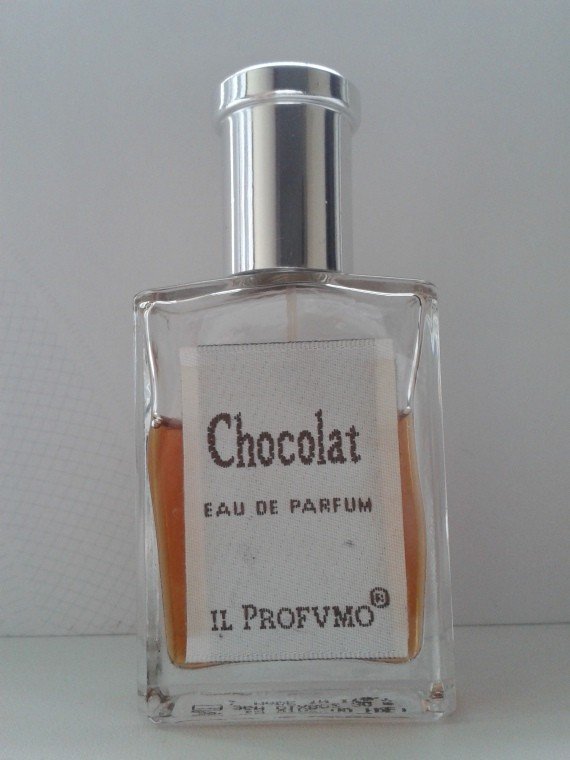 Chocolat
EAU DE PARFUM
IL PROFVMO®